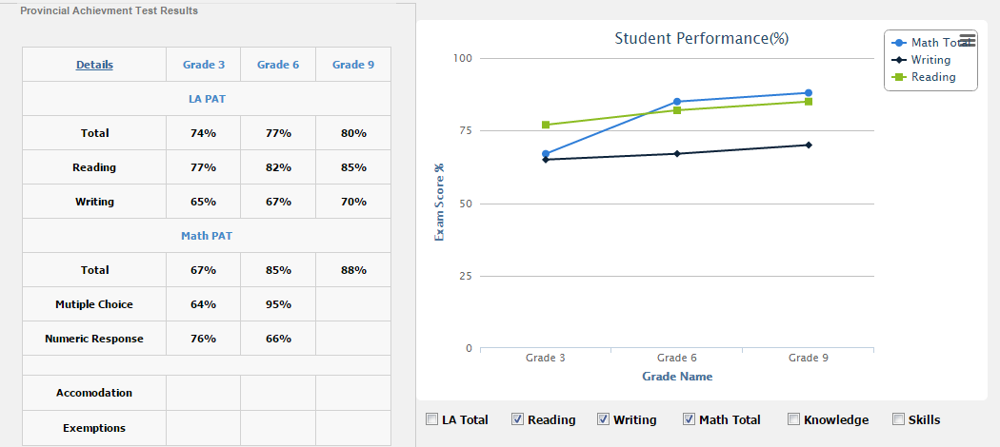 Provincial Achievment Test Results
Details Grade 3 Grade 6 Grade 9
LA PAT
Total 74% 77% 80%
Reading 77% 82% 85%
Writing 65% 67% 70%
Math PAT
Total 67% 85% 88%
Mutiple Choice 64% 95%
Numeric Response 76% 66%
Accomodation
Exemptions
Student Performance(%)
Math Total
Writing
Reading
100
75
50
25
0
Exam Score %
Grade 3 Grade 6 Grade 9
Grade Name
LA Total Reading Writing Math Total Knowledge Skills